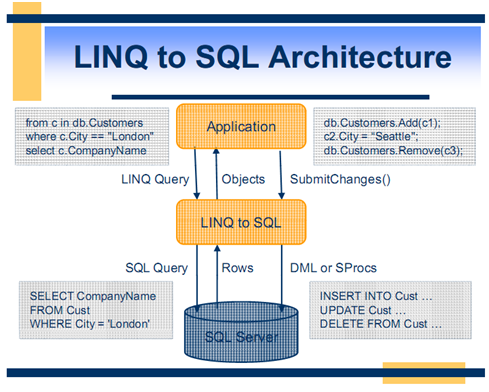 LINQ to SQL Architecture
from c in db.Customers
where c.City == "London"
select c.CompanyName
Application
db.Customers.Add(c1);
c2.City = “Seattle";
db.Customers.Remove(c3);
LINQ Query
Objects
SubmitChanges()
LINQ to SQL
SQL Query
Rows
DML or SProcs
SELECT CompanyName
FROM Cust
WHERE City = 'London'
SQL Server
INSERT INTO Cust …
UPDATE Cust …
DELETE FROM Cust …